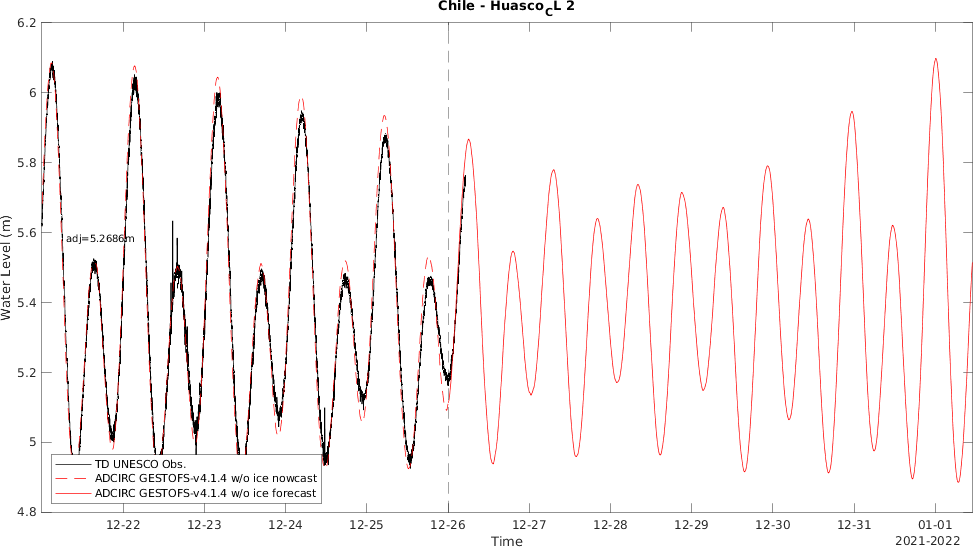 Chile - Huasco_CL 2
6.2
6
5.8
5.6
5.4
5.2
5
4.8
Water Level (m)
adj=5.2686m
TD UNESCO Obs.
ADCIRC GESTOFS-v4.1.4 w/o ice nowcast
ADCIRC GESTOFS-v4.1.4 w/o ice forecast
12-22 12-23 12-24 12-25 12-26 12-27 12-28 12-29 12-30 12-31 01-01
Time
2021-2022